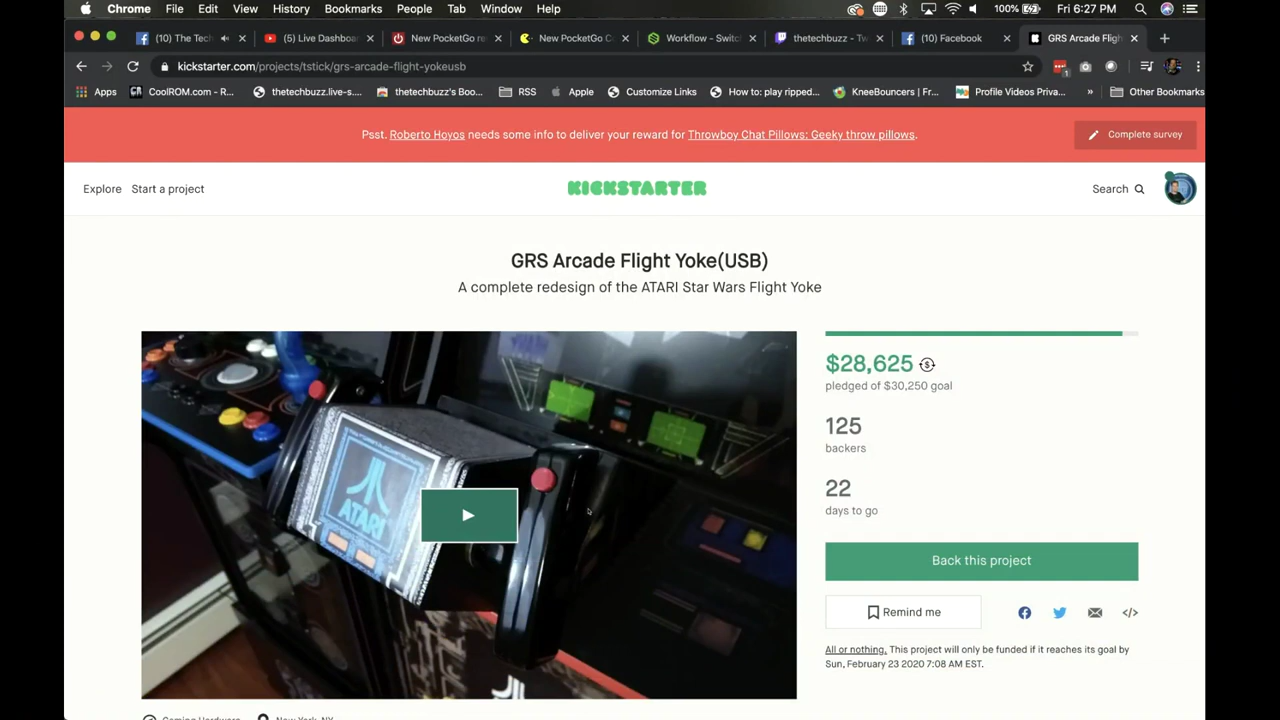 Chrome File Edit View History Bookmarks People Tab Window Help 100% Fri 6:27 PM
(10) The Tech (5) Live Dashboa New PocketGo re New PocketGo C Workflow - Switc thetechbuzz - Tw (10) Facebook GRS Arcade Fligh
kickstarter.com/projects/tstick/grs-arcade-flight-yokeusb
Apps CoolROM.com - R... thetechbuzz.live-s... thetechbuzz's Boo... RSS Apple Customize Links How to: play ripped... KneeBouncers | Fr... Profile Videos Priva... » Other Bookmarks
Psst. Roberto Hoyos needs some info to deliver your reward for Throwboy Chat Pillows: Geeky throw pillows.
Complete survey
Explore Start a project
KICKSTARTER
Search
GRS Arcade Flight Yoke(USB)
A complete redesign of the ATARI Star Wars Flight Yoke
ATARI
$28,625
pledged of $30,250 goal
125
backers
22
days to go
Back this project
Remind me
All or nothing. This project will only be funded if it reaches its goal by
Sun, February 23 2020 7:08 AM EST.
Gaming Hardware New York, NY